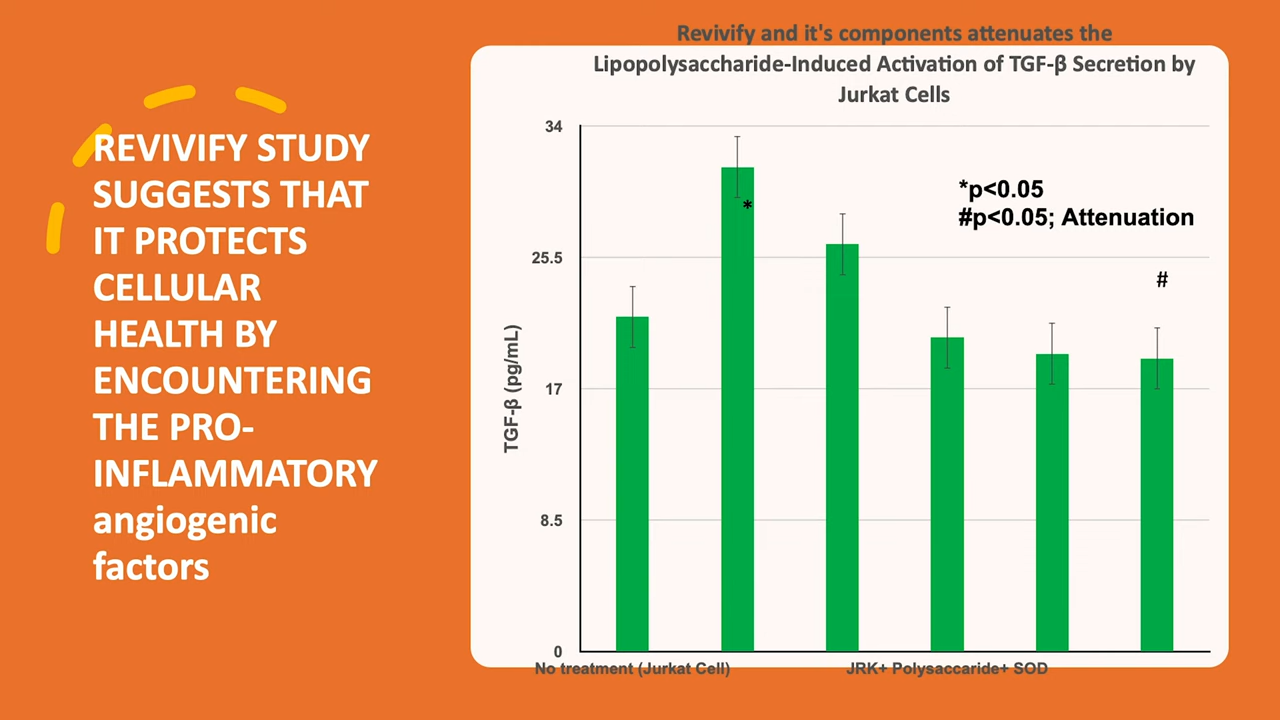 REVIVIFY STUDY
SUGGESTS THAT
IT PROTECTS
CELLULAR
HEALTH BY
ENCOUNTERING
THE PRO-
INFLAMMATORY
angiogenic
factors
Revivify and it's components attenuates the
Lipopolysaccharide-Induced Activation of TGF-β Secretion by
Jurkat Cells
*p<0.05
#p<0.05; Attenuation
*
#
TGF-β (pg/mL)
34
25.5
17
8.5
0
No treatment (Jurkat Cell)
JRK+ Polysaccaride+ SOD